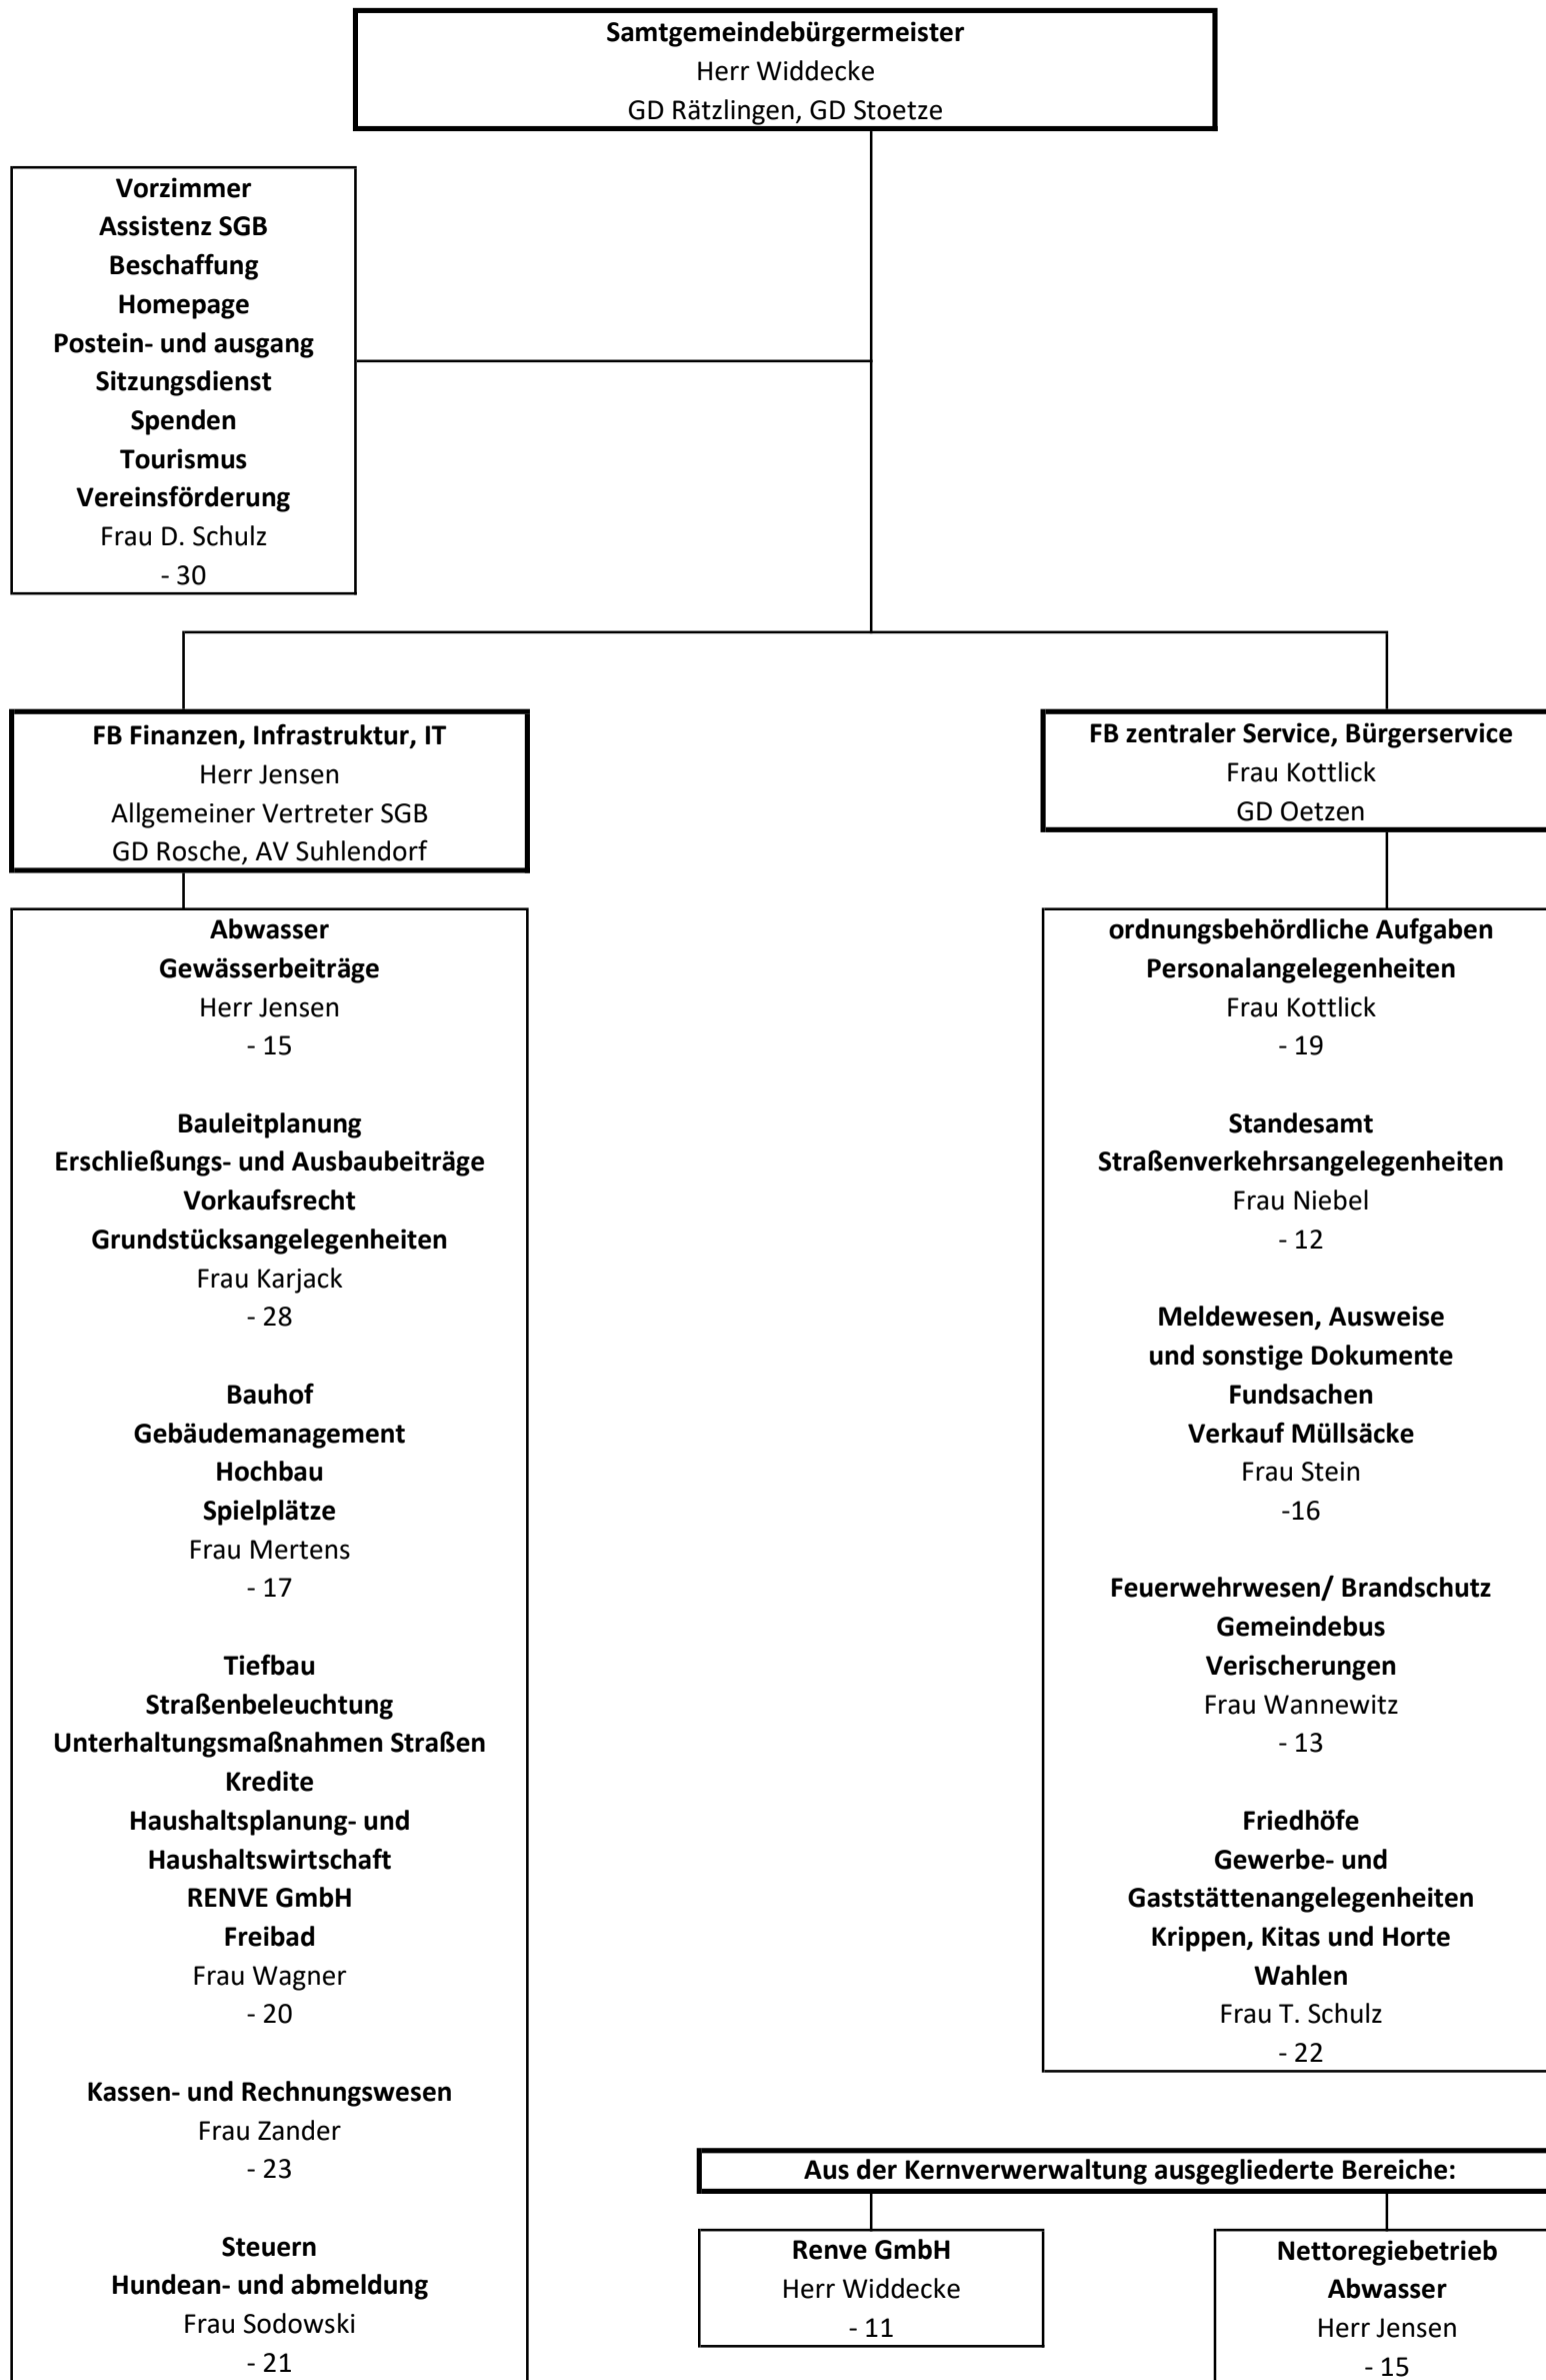 Samtgemeindebürgermeister
Herr Widdecke
GD Rätzlingen, GD Stoetze
Vorzimmer
Assistenz SGB
Beschaffung
Homepage
Postein- und ausgang
Sitzungsdienst
Spenden
Tourismus
Vereinsförderung
Frau D. Schulz
- 30
FB Finanzen, Infrastruktur, IT
Herr Jensen
Allgemeiner Vertreter SGB
GD Rosche, AV Suhlendorf
Abwasser
Gewässerbeiträge
Herr Jensen
- 15
Bauleitplanung
Erschließungs- und Ausbaubeiträge
Vorkaufsrecht
Grundstücksangelegenheiten
Frau Karjack
- 28
Bauhof
Gebäudemanagement
Hochbau
Spielplätze
Frau Mertens
- 17
Tiefbau
Straßenbeleuchtung
Unterhaltungsmaßnahmen Straßen
Kredite
Haushaltsplanung- und
Haushaltswirtschaft
RENVE GmbH
Freibad
Frau Wagner
- 20
Kassen- und Rechnungswesen
Frau Zander
- 23
Steuern
Hundean- und abmeldung
Frau Sodowski
- 21
FB zentraler Service, Bürgerservice
Frau Kottlick
GD Oetzen
ordnungsbehördliche Aufgaben
Personalangelegenheiten
Frau Kottlick
- 19
Standesamt
Straßenverkehrsangelegenheiten
Frau Niebel
- 12
Meldewesen, Ausweise
und sonstige Dokumente
Fundsachen
Verkauf Müllsäcke
Frau Stein
-16
Feuerwehrwesen/ Brandschutz
Gemeindebus
Verischerungen
Frau Wannewitz
- 13
Friedhöfe
Gewerbe- und
Gaststättenangelegenheiten
Krippen, Kitas und Horte
Wahlen
Frau T. Schulz
- 22
Aus der Kernverwerwaltung ausgegliederte Bereiche:
Renve GmbH
Herr Widdecke
- 11
Nettoregiebetrieb
Abwasser
Herr Jensen
- 15